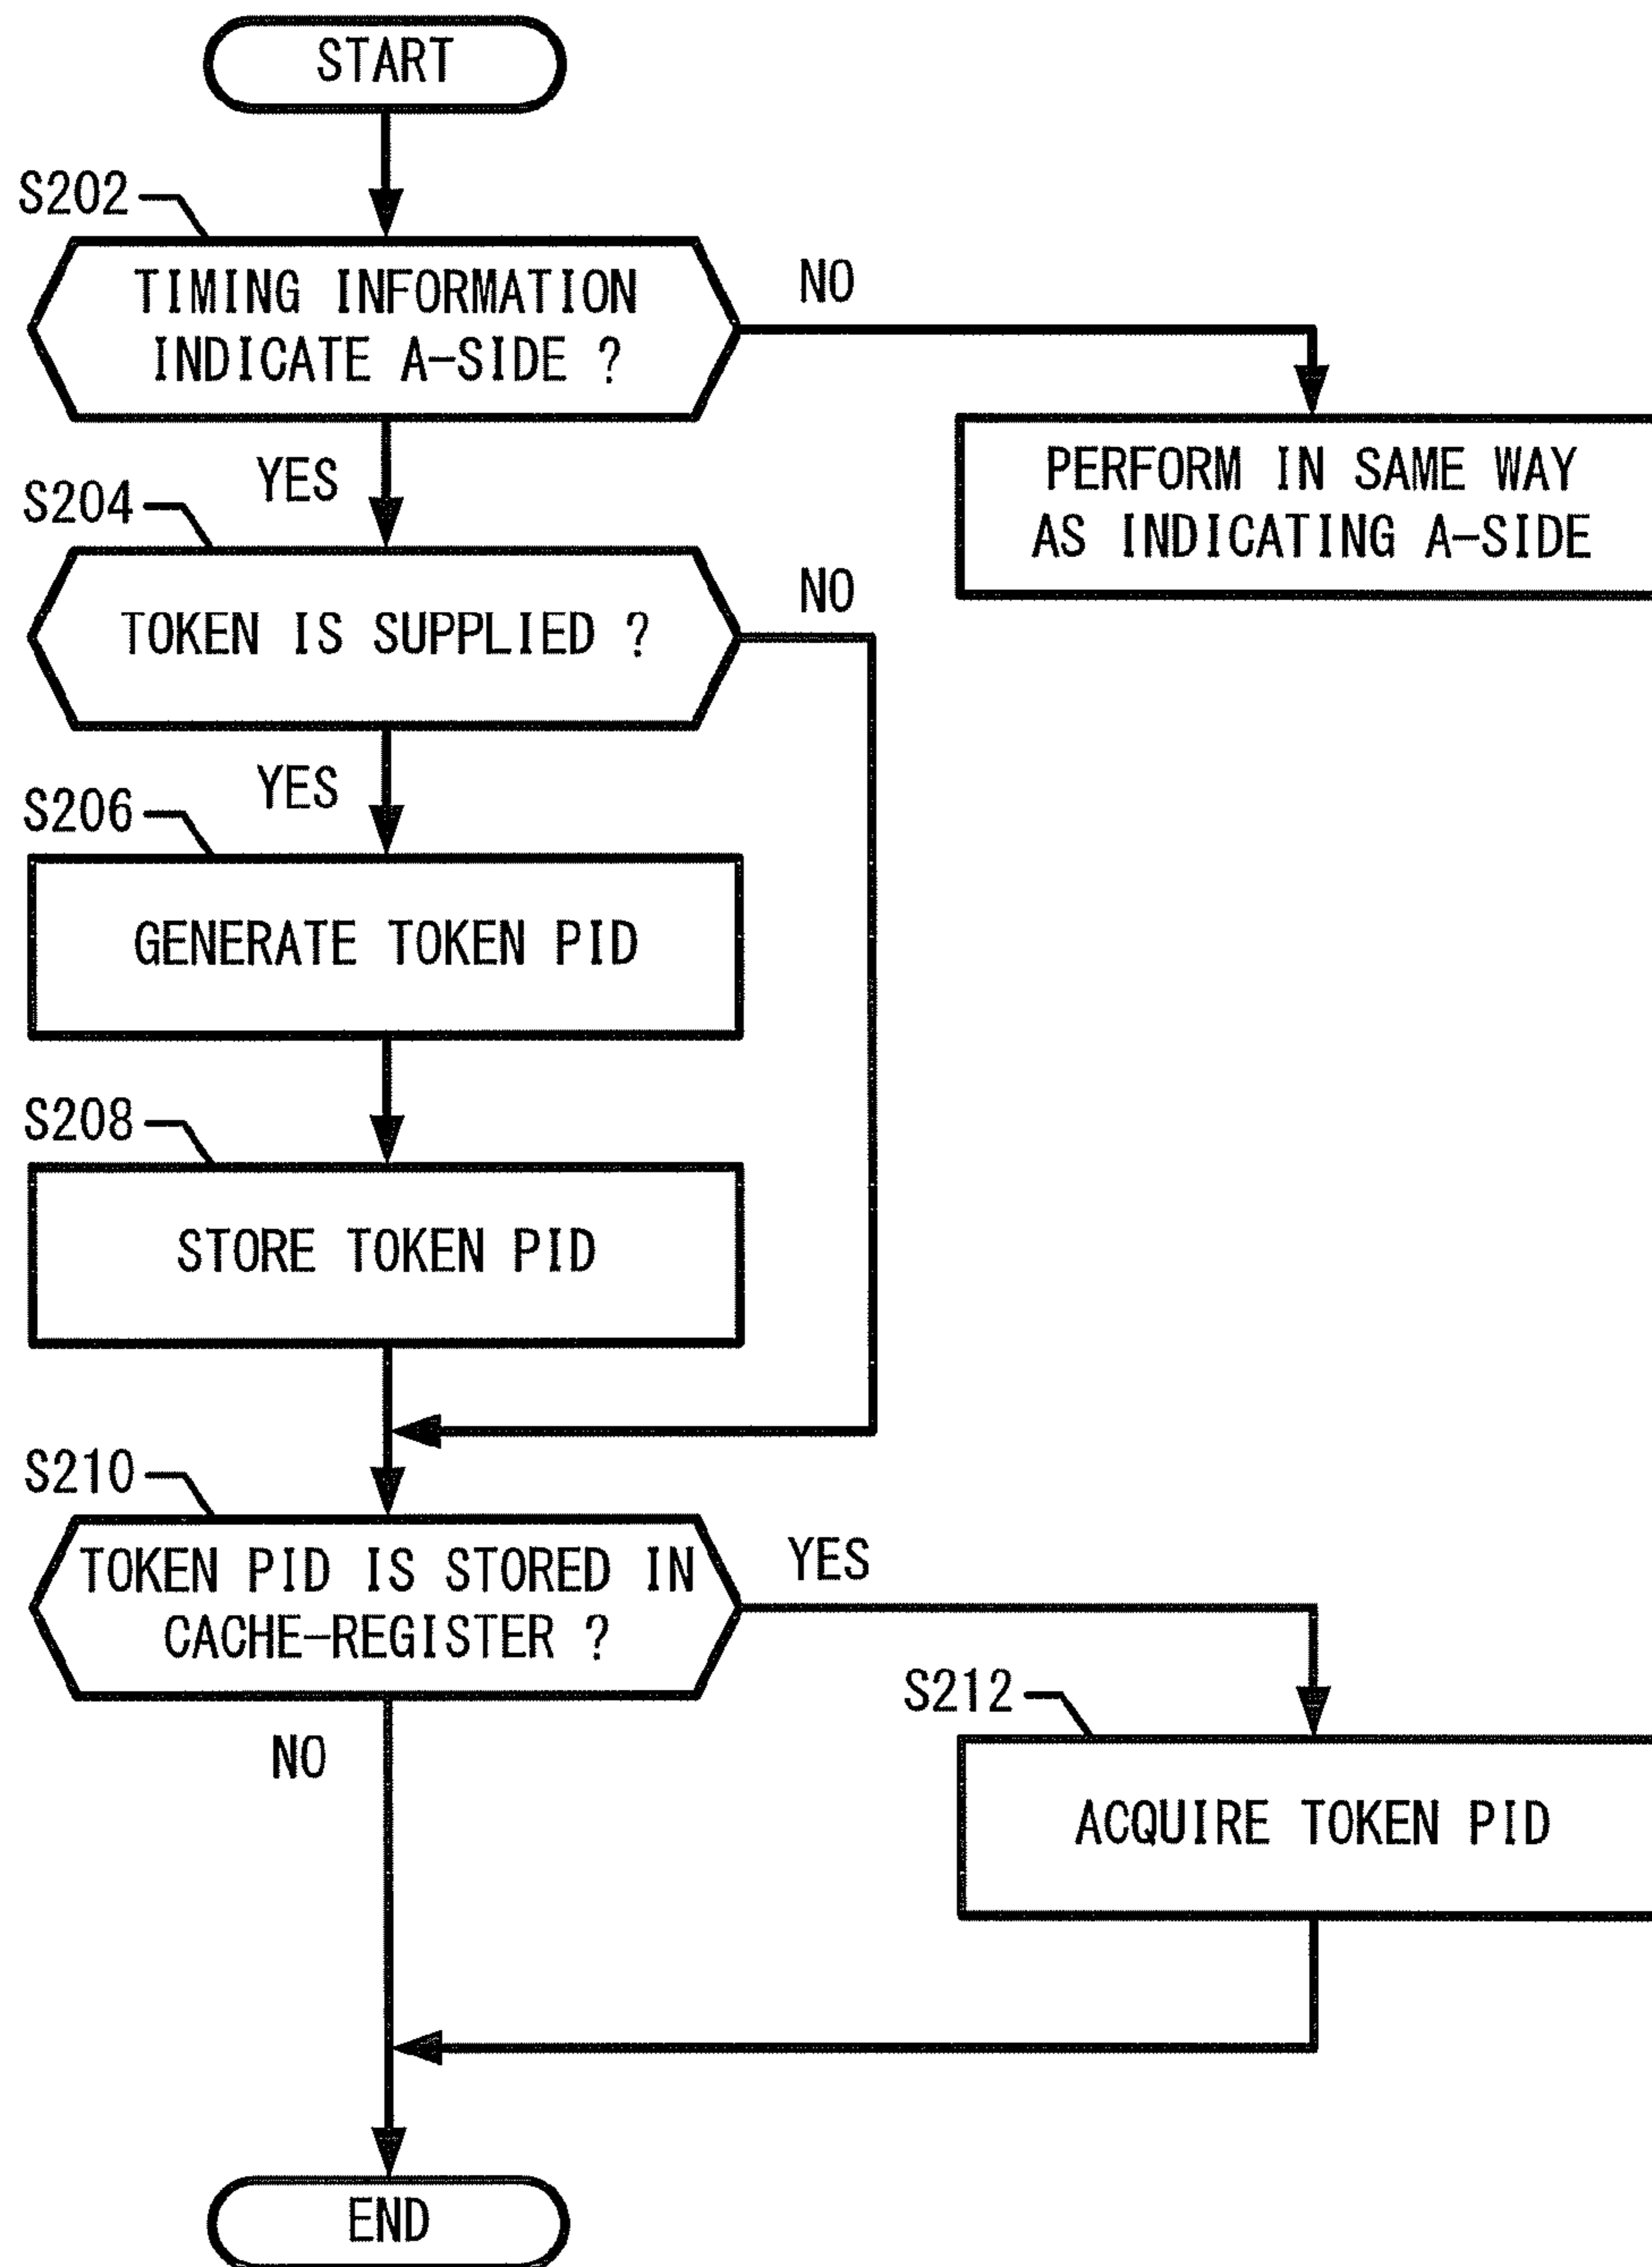 START
S202
TIMING INFORMATION
INDICATE A-SIDE ?
NO
PERFORM IN SAME WAY
AS INDICATING A-SIDE
YES
S204
TOKEN IS SUPPLIED ?
NO
YES
S206
GENERATE TOKEN PID
S208
STORE TOKEN PID
S210
TOKEN PID IS STORED IN
CACHE-REGISTER ?
YES
NO
S212
ACQUIRE TOKEN PID
END